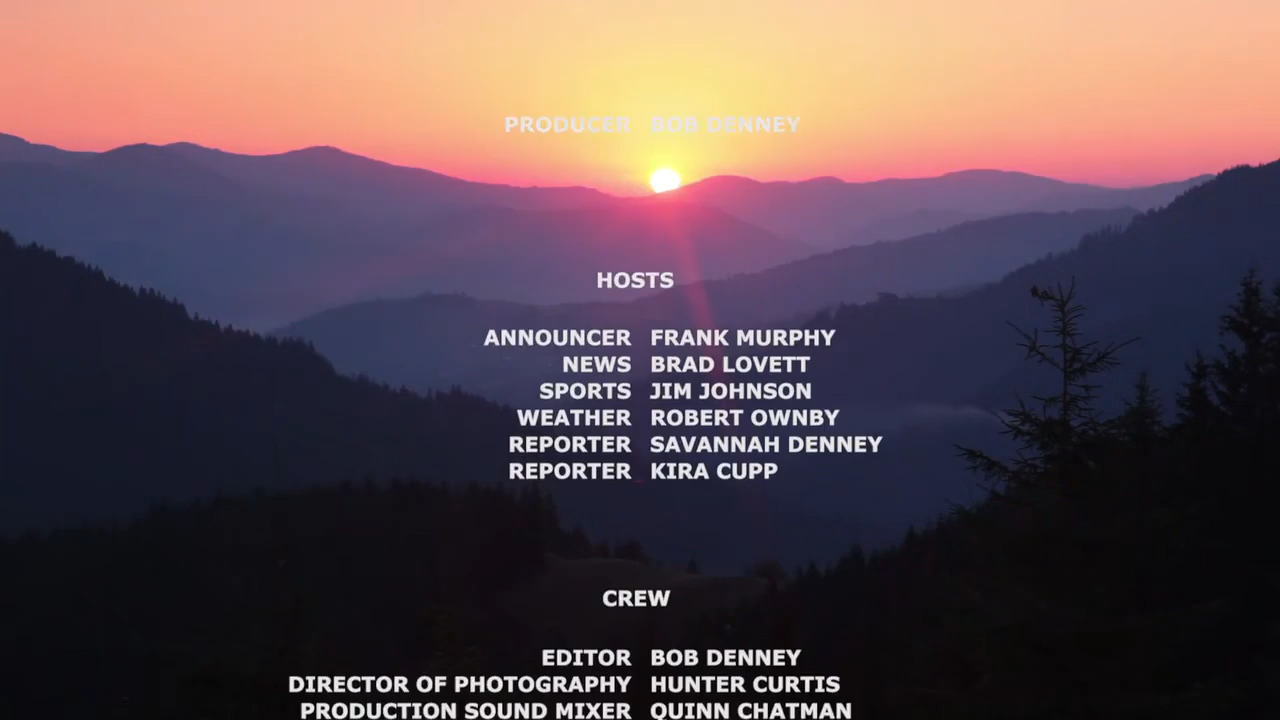 PRODUCER BOB DENNEY
HOSTS
ANNOUNCER FRANK MURPHY
NEWS BRAD LOVETT
SPORTS JIM JOHNSON
WEATHER ROBERT OWNBY
REPORTER SAVANNAH DENNEY
REPORTER KIRA CUPP
CREW
EDITOR BOB DENNEY
DIRECTOR OF PHOTOGRAPHY HUNTER CURTIS
PRODUCTION SOUND MIXER QUINN CHATMAN